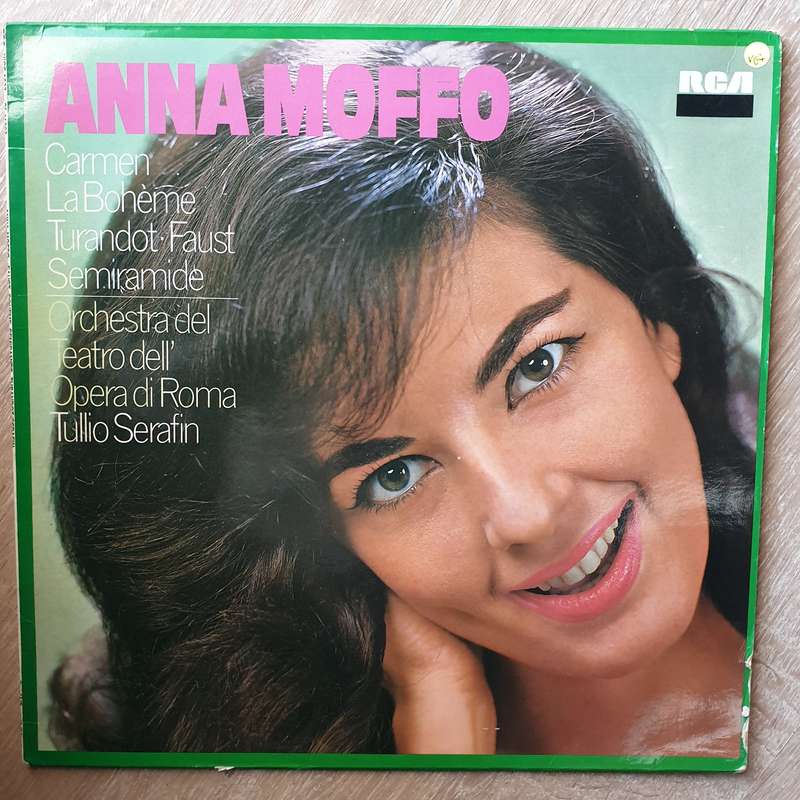 ANNA MOFFO
RCA
Carmen
La Bohème
Turandot · Faust
Semiramide
Orchestra del
Teatro dell'
Opera di Roma
Tullio Serafin